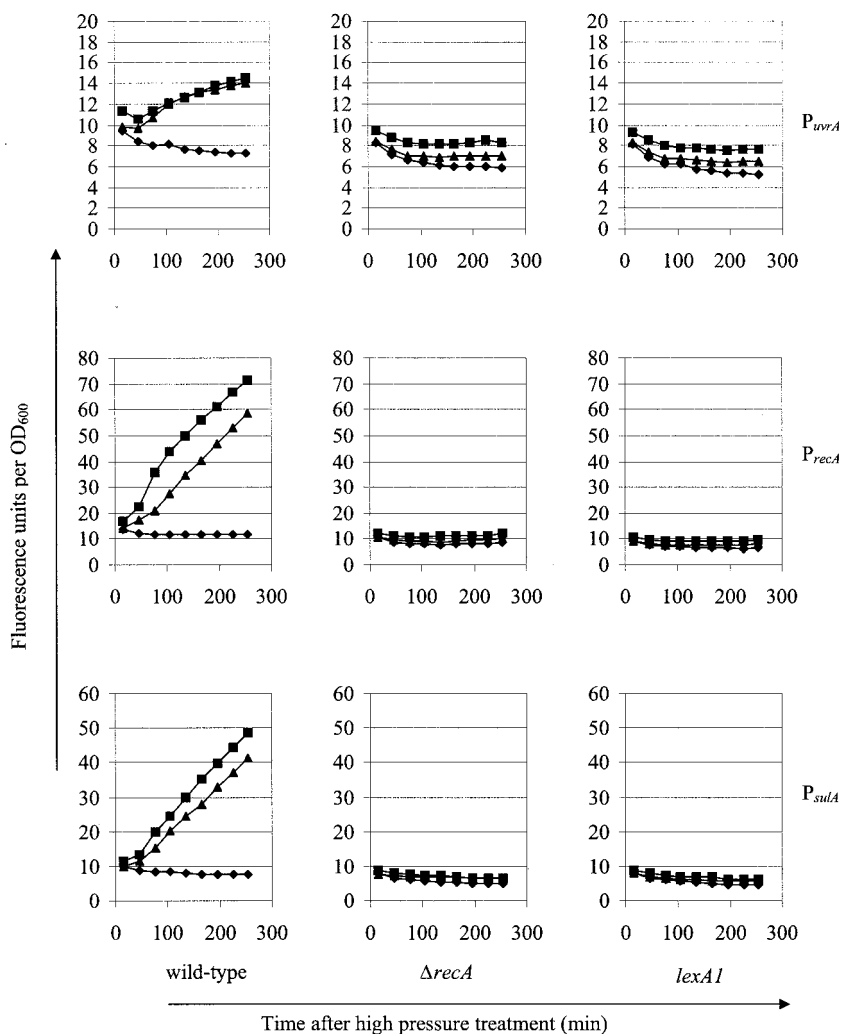 20 20 20
18 18 18
16 16 16
14 14 14
12 12 12
10 10 10
8 8 8
6 6 6
4 4 4
2 2 2
0 0 0
P_uvrA
0 100 200 300 0 100 200 300 0 100 200 300
80 80 80
70 70 70
60 60 60
50 50 50
40 40 40
30 30 30
20 20 20
10 10 10
0 0 0
P_recA
0 100 200 300 0 100 200 300 0 100 200 300
60 60 60
50 50 50
40 40 40
30 30 30
20 20 20
10 10 10
0 0 0
P_sulA
0 100 200 300 0 100 200 300 0 100 200 300
wild-type ΔrecA lexA1
Time after high pressure treatment (min)
Fluorescence units per OD₆₀₀